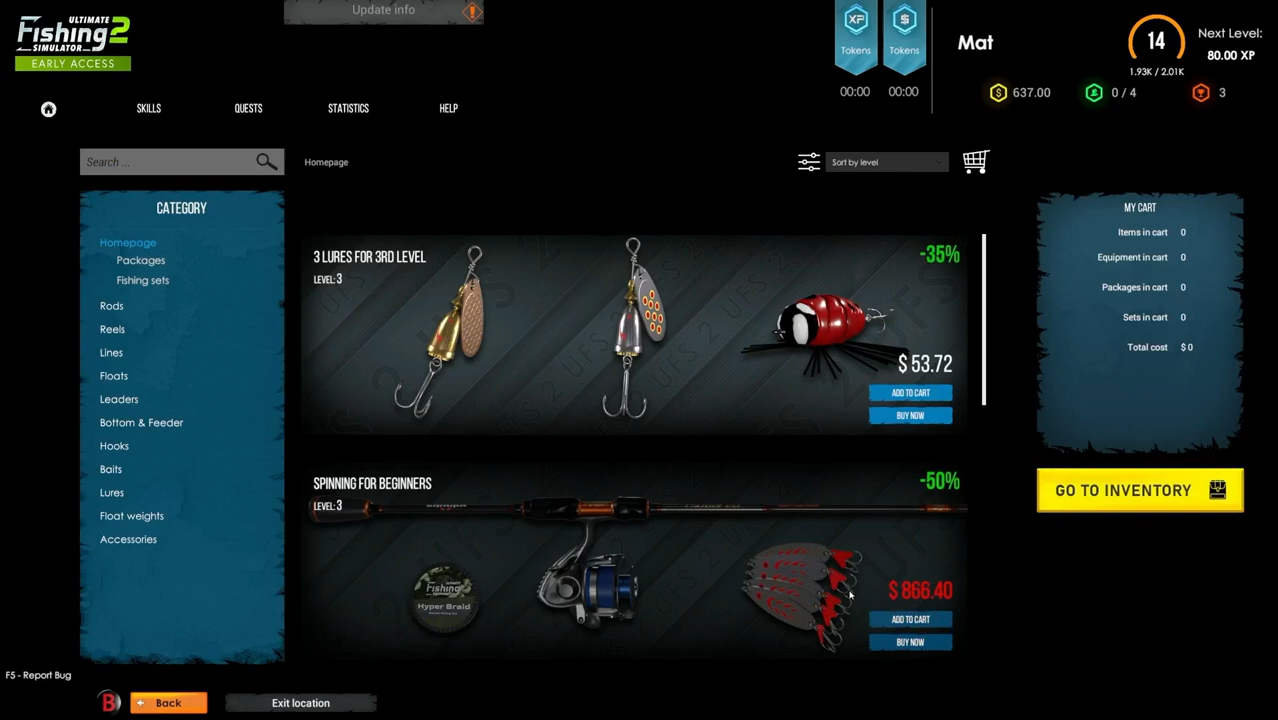 ULTIMATE
Fishing 2
SIMULATOR
EARLY ACCESS
Update info
XP
Tokens
$
Tokens
00:00
00:00
Mat
14
1.93K / 2.01K
Next Level:
80.00 XP
637.00
0 / 4
3
SKILLS
QUESTS
STATISTICS
HELP
Search ...
Homepage
Sort by level
CATEGORY
Homepage
Packages
Fishing sets
Rods
Reels
Lines
Floats
Leaders
Bottom & Feeder
Hooks
Baits
Lures
Float weights
Accessories
3 LURES FOR 3RD LEVEL
LEVEL: 3
-35%
$ 53.72
ADD TO CART
BUY NOW
SPINNING FOR BEGINNERS
LEVEL: 3
-50%
ULTIMATE
Fishing 2
Hyper Braid
$ 866.40
ADD TO CART
BUY NOW
MY CART
Items in cart 0
Equipment in cart 0
Packages in cart 0
Sets in cart 0
Total cost $ 0
GO TO INVENTORY
F5 - Report Bug
B
Back
Exit location